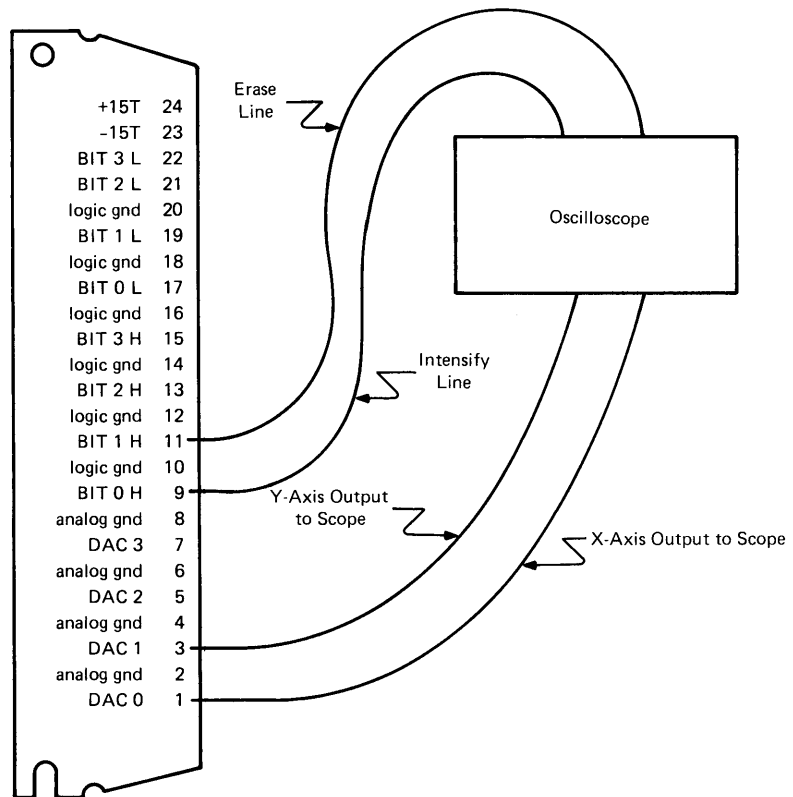 Erase
Line
+15T 24
-15T 23
BIT 3 L 22
BIT 2 L 21
logic gnd 20
BIT 1 L 19
logic gnd 18
BIT 0 L 17
logic gnd 16
BIT 3 H 15
logic gnd 14
BIT 2 H 13
logic gnd 12
BIT 1 H 11
logic gnd 10
BIT 0 H 9
analog gnd 8
DAC 3 7
analog gnd 6
DAC 2 5
analog gnd 4
DAC 1 3
analog gnd 2
DAC 0 1
Oscilloscope
Intensify
Line
Y-Axis Output
to Scope
X-Axis Output to Scope